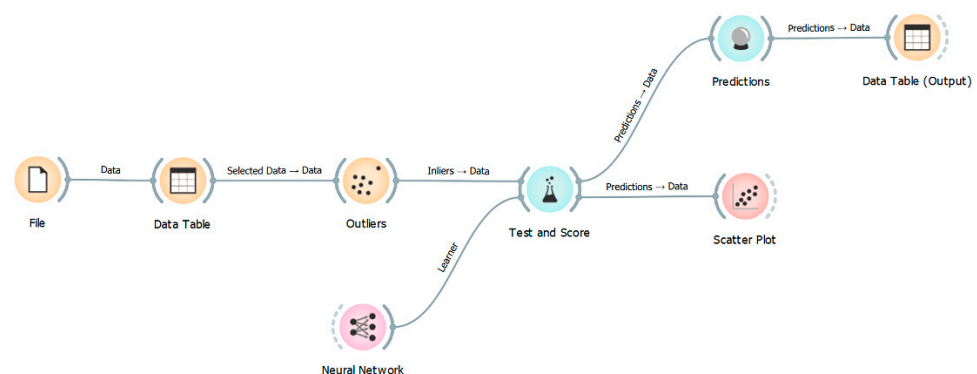 Predictions → Data
Predictions
Data Table (Output)
Predictions → Data
Data
Selected Data → Data
Inliers → Data
Predictions → Data
File
Data Table
Outliers
Test and Score
Scatter Plot
Learner
Neural Network